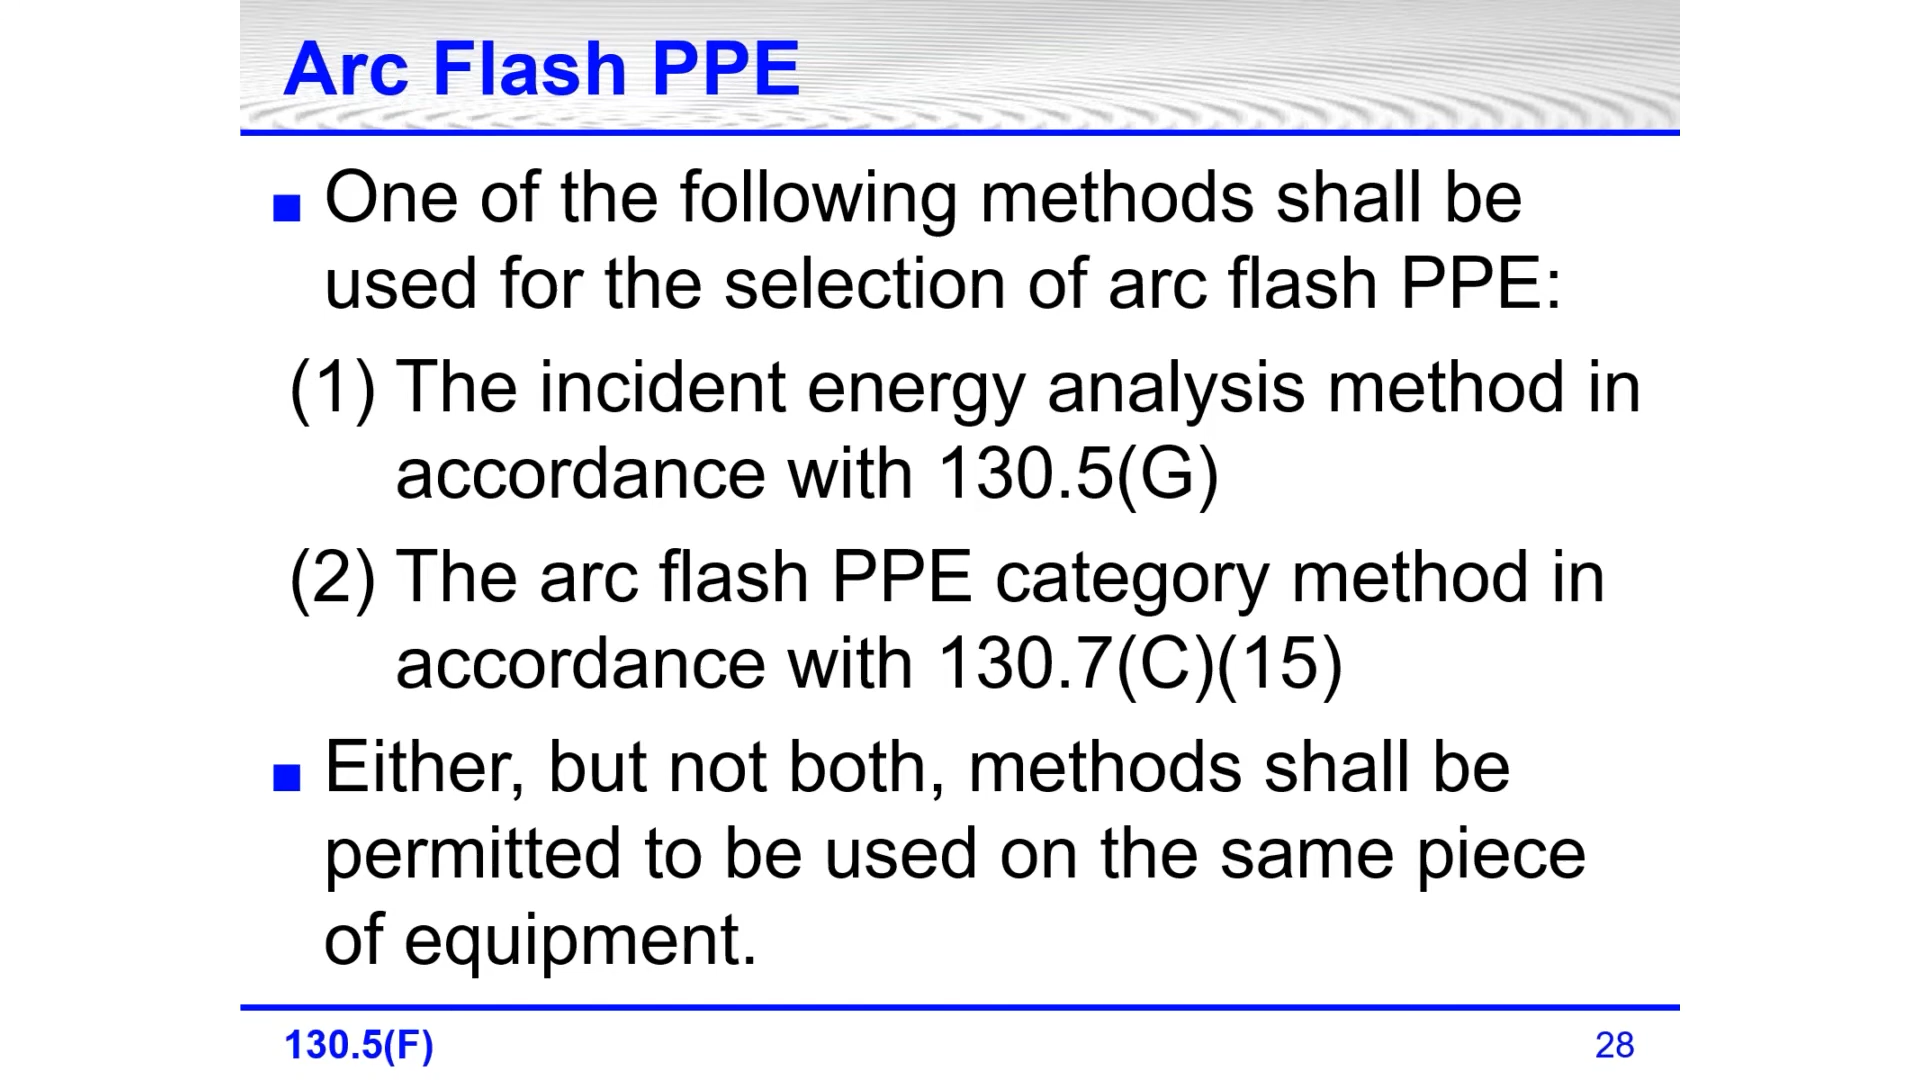 Arc Flash PPE
■ One of the following methods shall be
used for the selection of arc flash PPE:
(1) The incident energy analysis method in
accordance with 130.5(G)
(2) The arc flash PPE category method in
accordance with 130.7(C)(15)
■ Either, but not both, methods shall be
permitted to be used on the same piece
of equipment.
130.5(F)
28